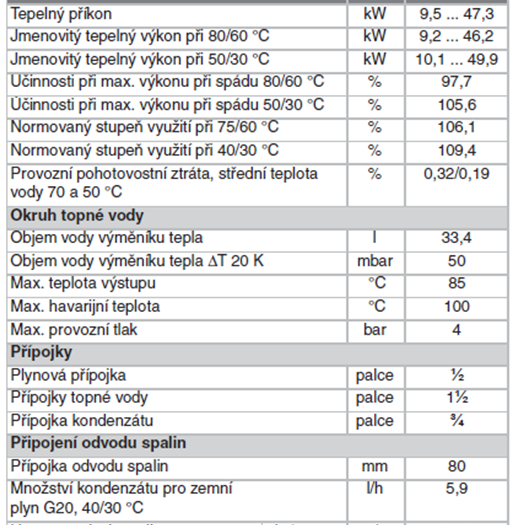 Tepelný příkon kW 9,5 ... 47,3
Jmenovitý tepelný výkon při 80/60 °C kW 9,2 ... 46,2
Jmenovitý tepelný výkon při 50/30 °C kW 10,1 ... 49,9
Účinnosti při max. výkonu při spádu 80/60 °C % 97,7
Účinnosti při max. výkonu při spádu 50/30 °C % 105,6
Normovaný stupeň využití při 75/60 °C % 106,1
Normovaný stupeň využití při 40/30 °C % 109,4
Provozní pohotovostní ztráta, střední teplota % 0,32/0,19
vody 70 a 50 °C
Okruh topné vody
Objem vody výměníku tepla l 33,4
Objem vody výměníku tepla ΔT 20 K mbar 50
Max. teplota výstupu °C 85
Max. havarijní teplota °C 100
Max. provozní tlak bar 4
Přípojky
Plynová přípojka palce ½
Přípojky topné vody palce 1½
Přípojka kondenzátu palce ¾
Připojení odvodu spalin
Přípojka odvodu spalin mm 80
Množství kondenzátu pro zemní l/h 5,9
plyn G20, 40/30 °C